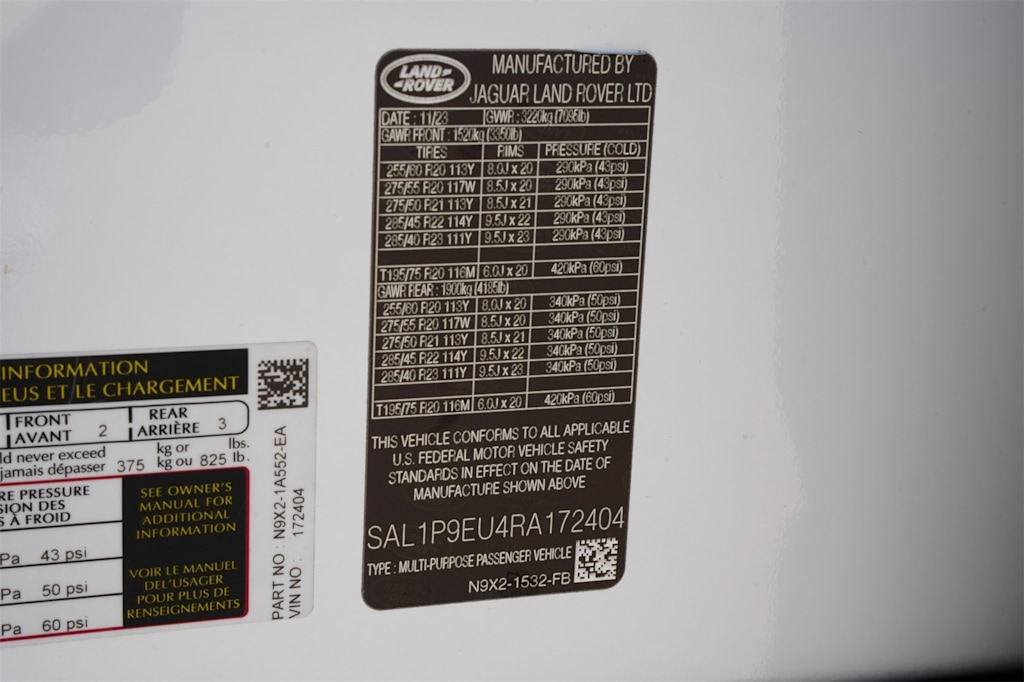 LAND-
-ROVER
MANUFACTURED BY
JAGUAR LAND ROVER LTD
DATE : 11/23 GVWR : 3220kg (7095lb)
GAWR FRONT : 1520kg (3350lb)
TIRES RIMS PRESSURE (COLD)
255/60 R20 113Y 8.0J x 20 290kPa (43psi)
275/55 R20 117W 8.5J x 20 290kPa (43psi)
275/50 R21 113Y 8.5J x 21 290kPa (43psi)
285/45 R22 114Y 9.5J x 22 290kPa (43psi)
285/40 R23 111Y 9.5J x 23 290kPa (43psi)
T195/75 R20 116M 6.0J x 20 420kPa (60psi)
GAWR REAR : 1900kg (4185lb)
255/60 R20 113Y 8.0J x 20 340kPa (50psi)
275/55 R20 117W 8.5J x 20 340kPa (50psi)
275/50 R21 113Y 8.5J x 21 340kPa (50psi)
285/45 R22 114Y 9.5J x 22 340kPa (50psi)
285/40 R23 111Y 9.5J x 23 340kPa (50psi)
T195/75 R20 116M 6.0J x 20 420kPa (60psi)
THIS VEHICLE CONFORMS TO ALL APPLICABLE
U.S. FEDERAL MOTOR VEHICLE SAFETY
STANDARDS IN EFFECT ON THE DATE OF
MANUFACTURE SHOWN ABOVE
SAL1P9EU4RA172404
TYPE : MULTI-PURPOSE PASSENGER VEHICLE
N9X2-1532-FB
INFORMATION
EUS ET LE CHARGEMENT
FRONT
AVANT 2
REAR
ARRIÈRE 3
ld never exceed
jamais dépasser 375 kg or
kg ou 825 lbs.
lb.
RE PRESSURE
SION DES
S À FROID
Pa 43 psi
Pa 50 psi
Pa 60 psi
SEE OWNER'S
MANUAL FOR
ADDITIONAL
INFORMATION
VOIR LE MANUEL
DEL'USAGER
POUR PLUS DE
RENSEIGNEMENTS
PART NO : N9X2-1A552-EA
VIN NO : 172404